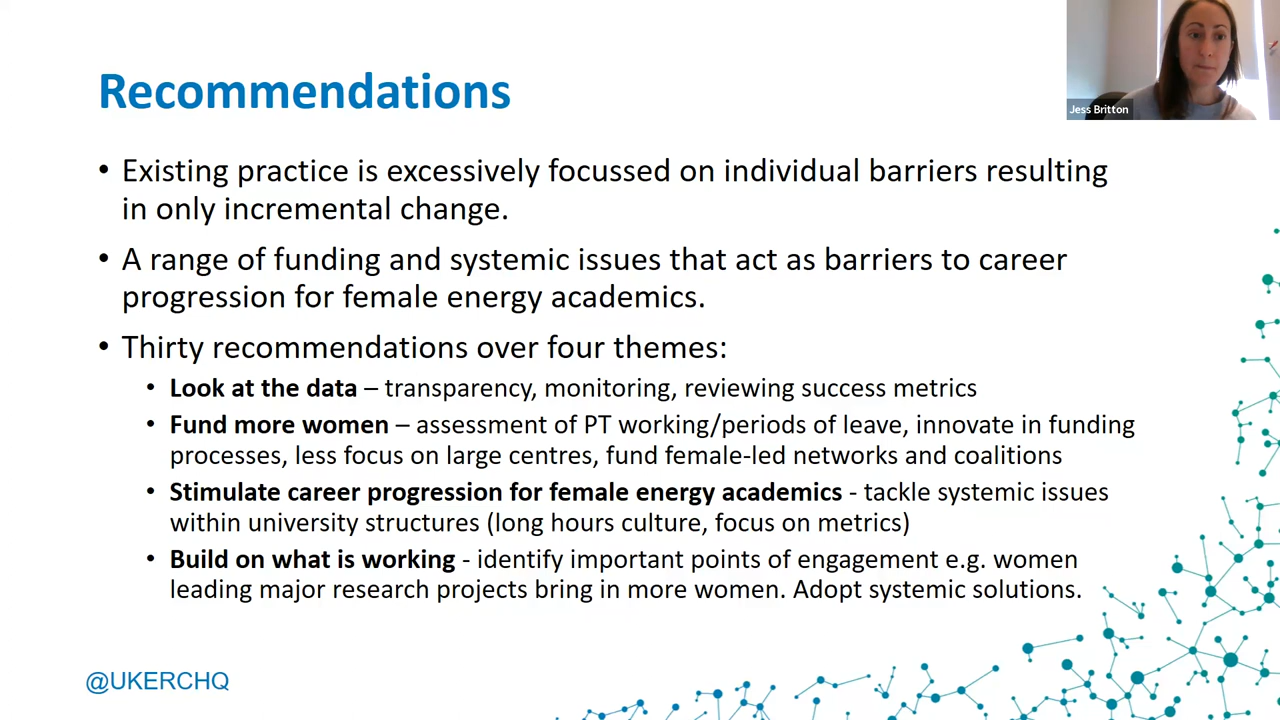 Jess Britton
Recommendations
• Existing practice is excessively focussed on individual barriers resulting
in only incremental change.
• A range of funding and systemic issues that act as barriers to career
progression for female energy academics.
• Thirty recommendations over four themes:
• Look at the data – transparency, monitoring, reviewing success metrics
• Fund more women – assessment of PT working/periods of leave, innovate in funding
processes, less focus on large centres, fund female-led networks and coalitions
• Stimulate career progression for female energy academics - tackle systemic issues
within university structures (long hours culture, focus on metrics)
• Build on what is working - identify important points of engagement e.g. women
leading major research projects bring in more women. Adopt systemic solutions.
@UKERCHQ